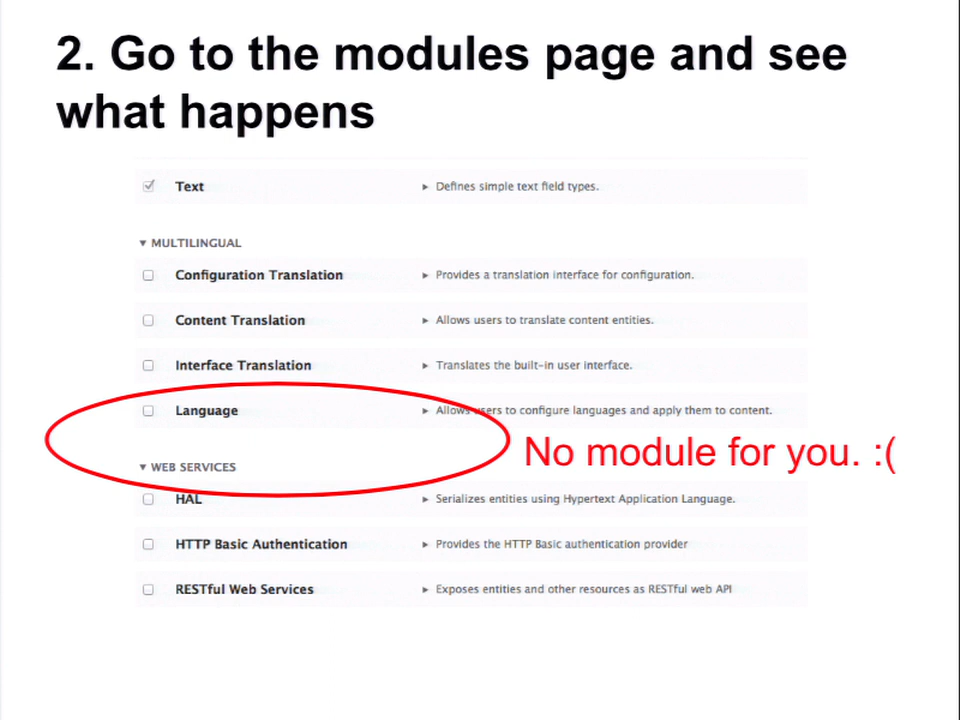 2. Go to the modules page and see
what happens
Text ▸ Defines simple text field types.
▾ MULTILINGUAL
Configuration Translation ▸ Provides a translation interface for configuration.
Content Translation ▸ Allows users to translate content entities.
Interface Translation ▸ Translates the built-in user interface.
Language ▸ Allows users to configure languages and apply them to content.
No module for you. :(
▾ WEB SERVICES
HAL ▸ Serializes entities using Hypertext Application Language.
HTTP Basic Authentication ▸ Provides the HTTP Basic authentication provider
RESTful Web Services ▸ Exposes entities and other resources as RESTful web API